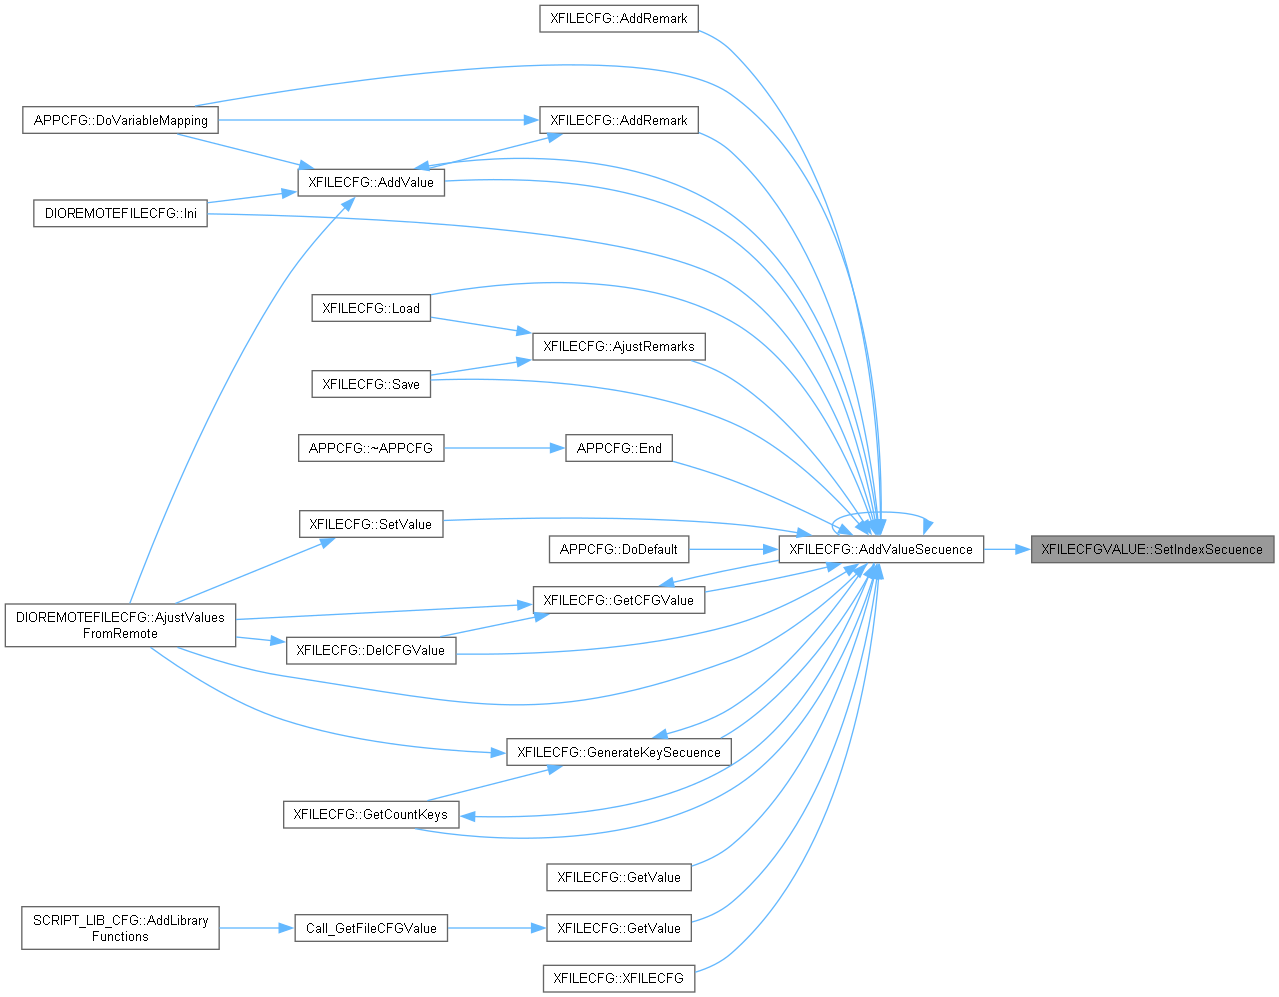 XFILECFG::AddRemark
APPCFG::DoVariableMapping
XFILECFG::AddRemark
XFILECFG::AddValue
DIOREMOTEFILECFG::Ini
XFILECFG::Load
XFILECFG::AjustRemarks
XFILECFG::Save
APPCFG::~APPCFG
APPCFG::End
XFILECFG::SetValue
APPCFG::DoDefault
XFILECFG::AddValueSecuence
XFILECFGVALUE::SetIndexSecuence
XFILECFG::GetCFGValue
DIOREMOTEFILECFG::AjustValues
FromRemote
XFILECFG::DelCFGValue
XFILECFG::GenerateKeySecuence
XFILECFG::GetCountKeys
XFILECFG::GetValue
SCRIPT_LIB_CFG::AddLibrary
Functions
Call_GetFileCFGValue
XFILECFG::GetValue
XFILECFG::XFILECFG